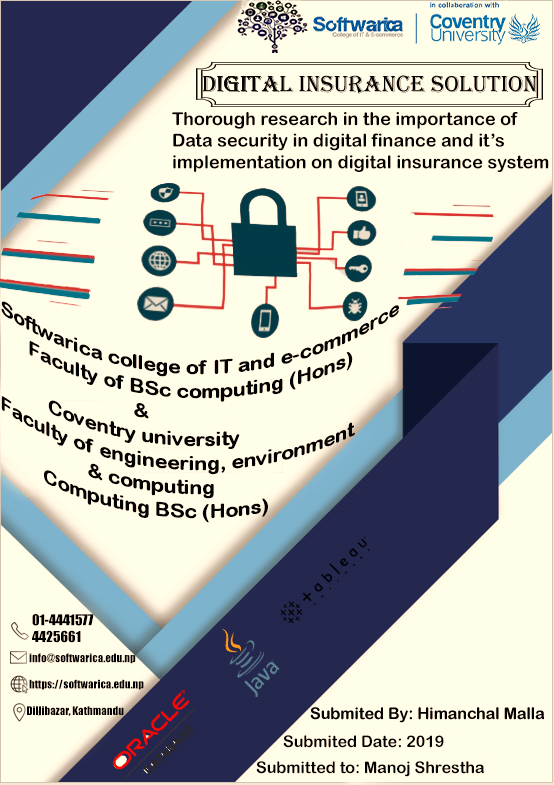 in collaboration with
Softwarica
College of IT & E-commerce
Coventry
University
DIGITAL INSURANCE SOLUTION
Thorough research in the importance of
Data security in digital finance and it's
implementation on digital insurance system
Softwarica college of IT and e-commerce
Faculty of BSc computing (Hons)
&
Coventry university
Faculty of engineering, environment
& computing
Computing BSc (Hons)
+ableau
Java
ORACLE
01-4441577
4425661
info@softwarica.edu.np
https://softwarica.edu.np
Dillibazar, Kathmandu
Submited By: Himanchal Malla
Submited Date: 2019
Submitted to: Manoj Shrestha